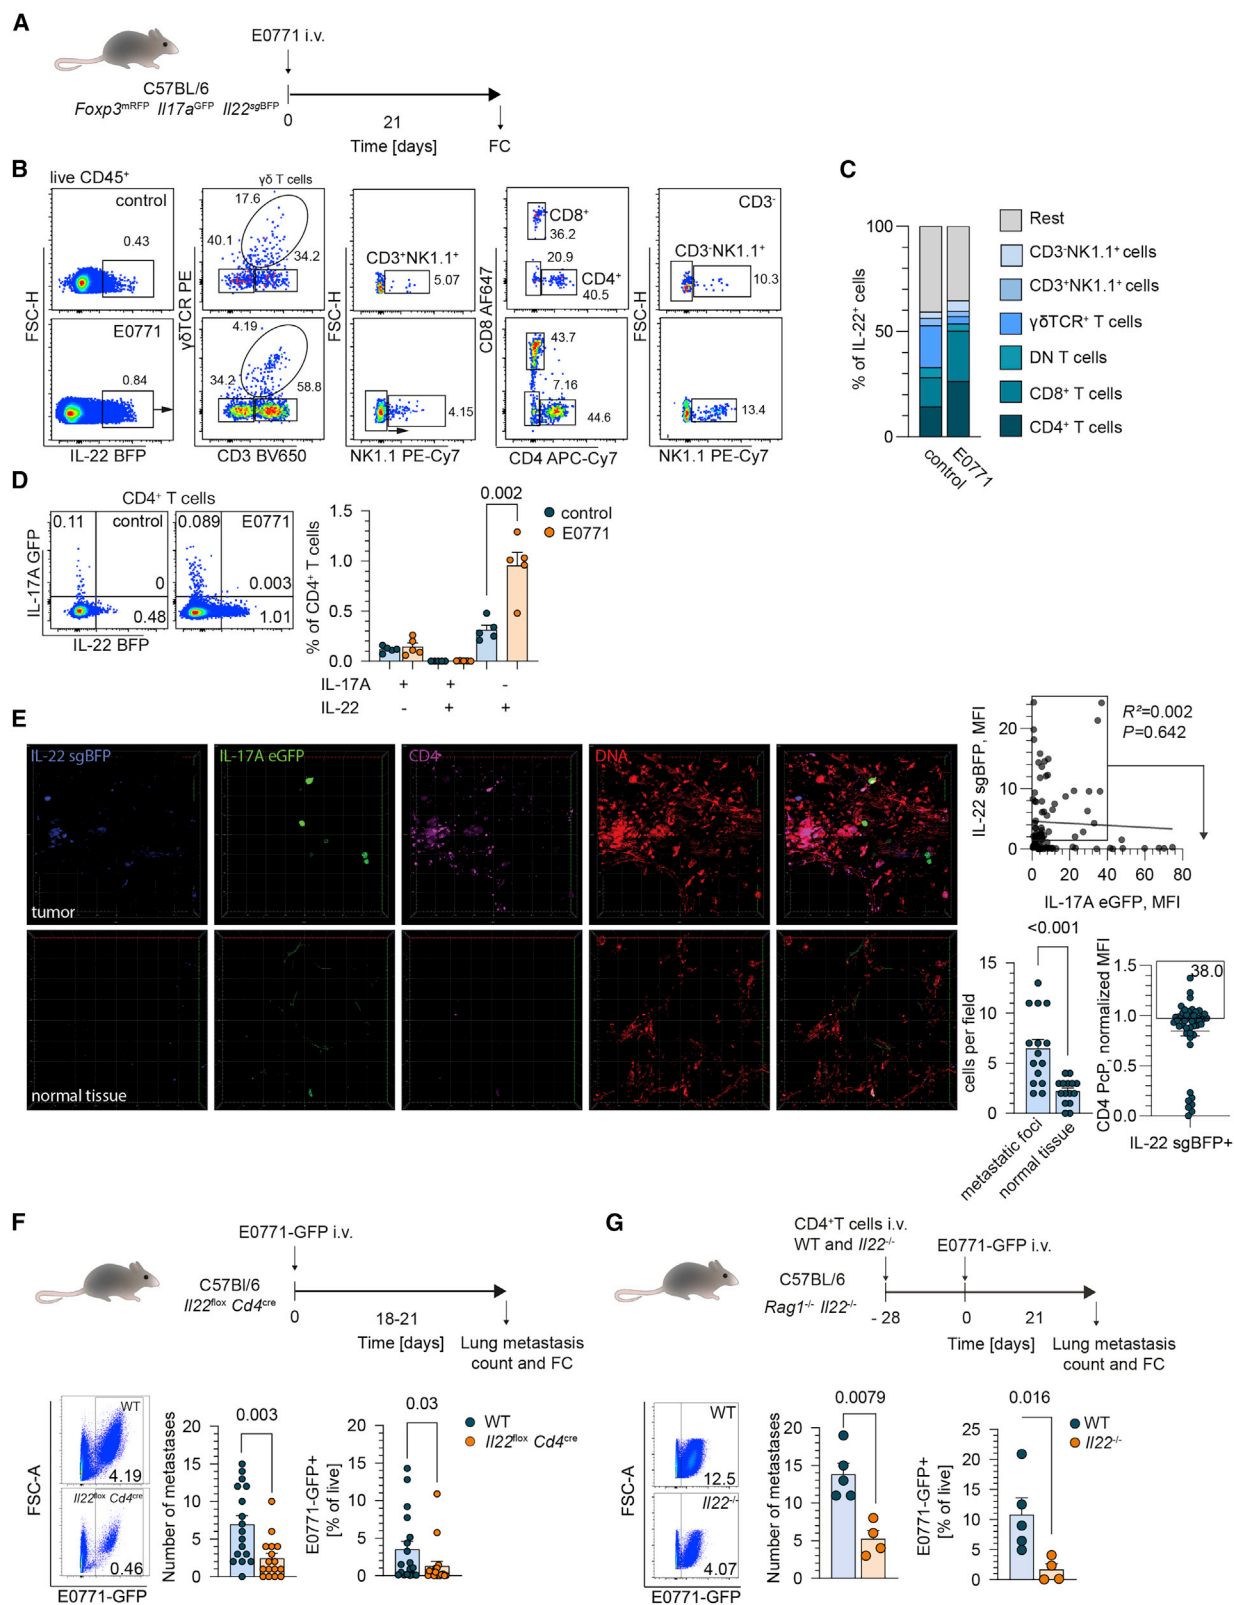 A
E0771 i.v.
C57BL/6
Foxp3mRFP Il17aGFP Il22sgBFP
0
21
Time [days]
FC
B
live CD45+
control
0.43
FSC-H
E0771
0.84
FSC-H
IL-22 BFP
γδ T cells
17.6
40.1
34.2
γδTCR PE
4.19
34.2
58.8
CD3 BV650
CD3+NK1.1+
5.07
FSC-H
4.15
NK1.1 PE-Cy7
CD8+
36.2
20.9
CD4+
40.5
CD8 AF647
43.7
7.16
44.6
CD4 APC-Cy7
CD3-
CD3-NK1.1+
10.3
FSC-H
13.4
NK1.1 PE-Cy7
C
% of IL-22+ cells
100
50
0
control
E0771
Rest
CD3-NK1.1+ cells
CD3+NK1.1+ cells
γδTCR+ T cells
DN T cells
CD8+ T cells
CD4+ T cells
D
CD4+ T cells
0.11
control
0
0.48
0.089
E0771
0.003
1.01
IL-17A GFP
IL-22 BFP
% of CD4+ T cells
1.5
1.0
0.5
0.0
0.002
control
E0771
IL-17A + + -
IL-22 - + +
E
IL-22 sgBFP
IL-17A eGFP
CD4
DNA
tumor
normal tissue
IL-22 sgBFP, MFI
20
10
0
R²=0.002
P=0.642
0 20 40 60 80
IL-17A eGFP, MFI
<0.001
cells per field
15
10
5
0
metastatic foci
normal tissue
CD4 PcP, normalized MFI
1.5
1.0
0.5
0.0
38.0
IL-22 sgBFP+
F
E0771-GFP i.v.
C57Bl/6
Il22flox Cd4cre
0
18-21
Time [days]
Lung metastasis
count and FC
FSC-A
WT
4.19
Il22flox Cd4cre
0.46
E0771-GFP
Number of metastases
20
15
10
5
0
0.003
E0771-GFP+
[% of live]
20
15
10
5
0
0.03
WT
Il22flox Cd4cre
G
CD4+T cells i.v.
WT and Il22-/-
E0771-GFP i.v.
C57BL/6
Rag1-/- Il22-/-
- 28
0
21
Time [days]
Lung metastasis
count and FC
FSC-A
WT
12.5
Il22-/-
4.07
E0771-GFP
Number of metastases
20
15
10
5
0
0.0079
E0771-GFP+
[% of live]
25
20
15
10
5
0
0.016
WT
Il22-/-